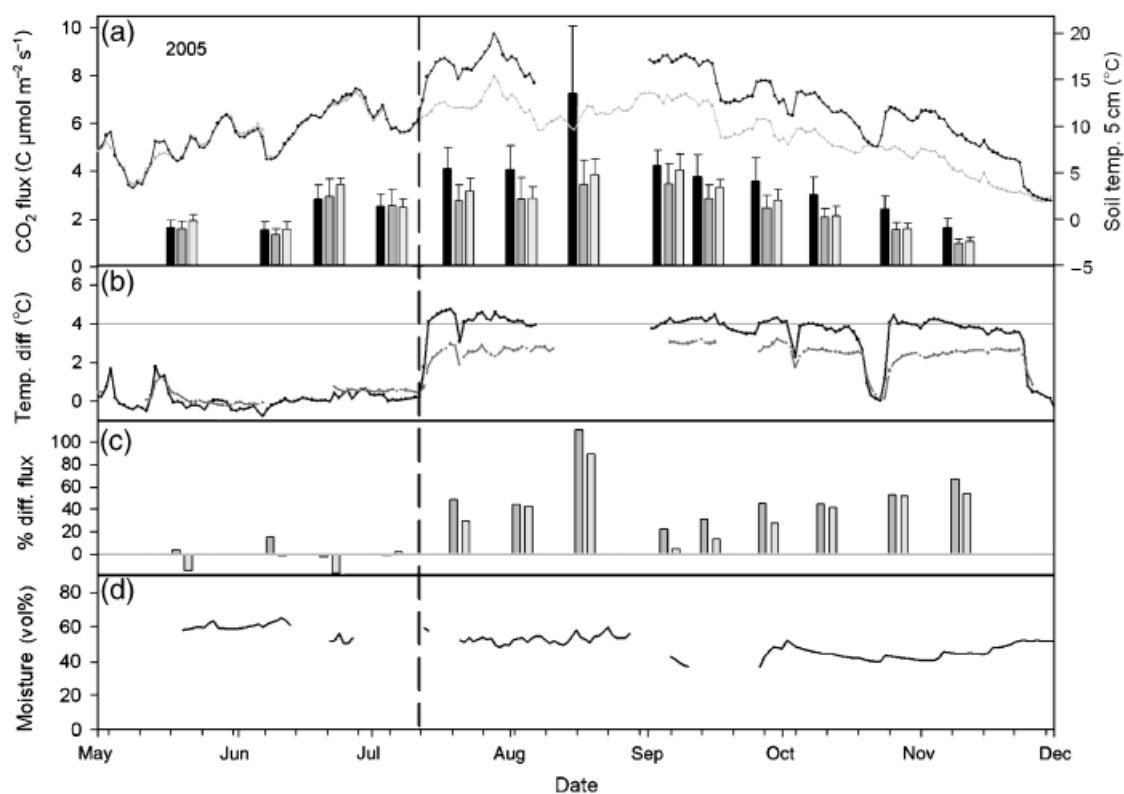 (a)
2005
CO₂ flux (C µmol m⁻² s⁻¹)
10
8
6
4
2
0
Soil temp. 5 cm (°C)
20
15
10
5
0
−5
(b)
Temp. diff (°C)
6
4
2
0
(c)
% diff. flux
100
80
60
40
20
0
(d)
Moisture (vol%)
80
60
40
20
0
May Jun Jul Aug Sep Oct Nov Dec
Date